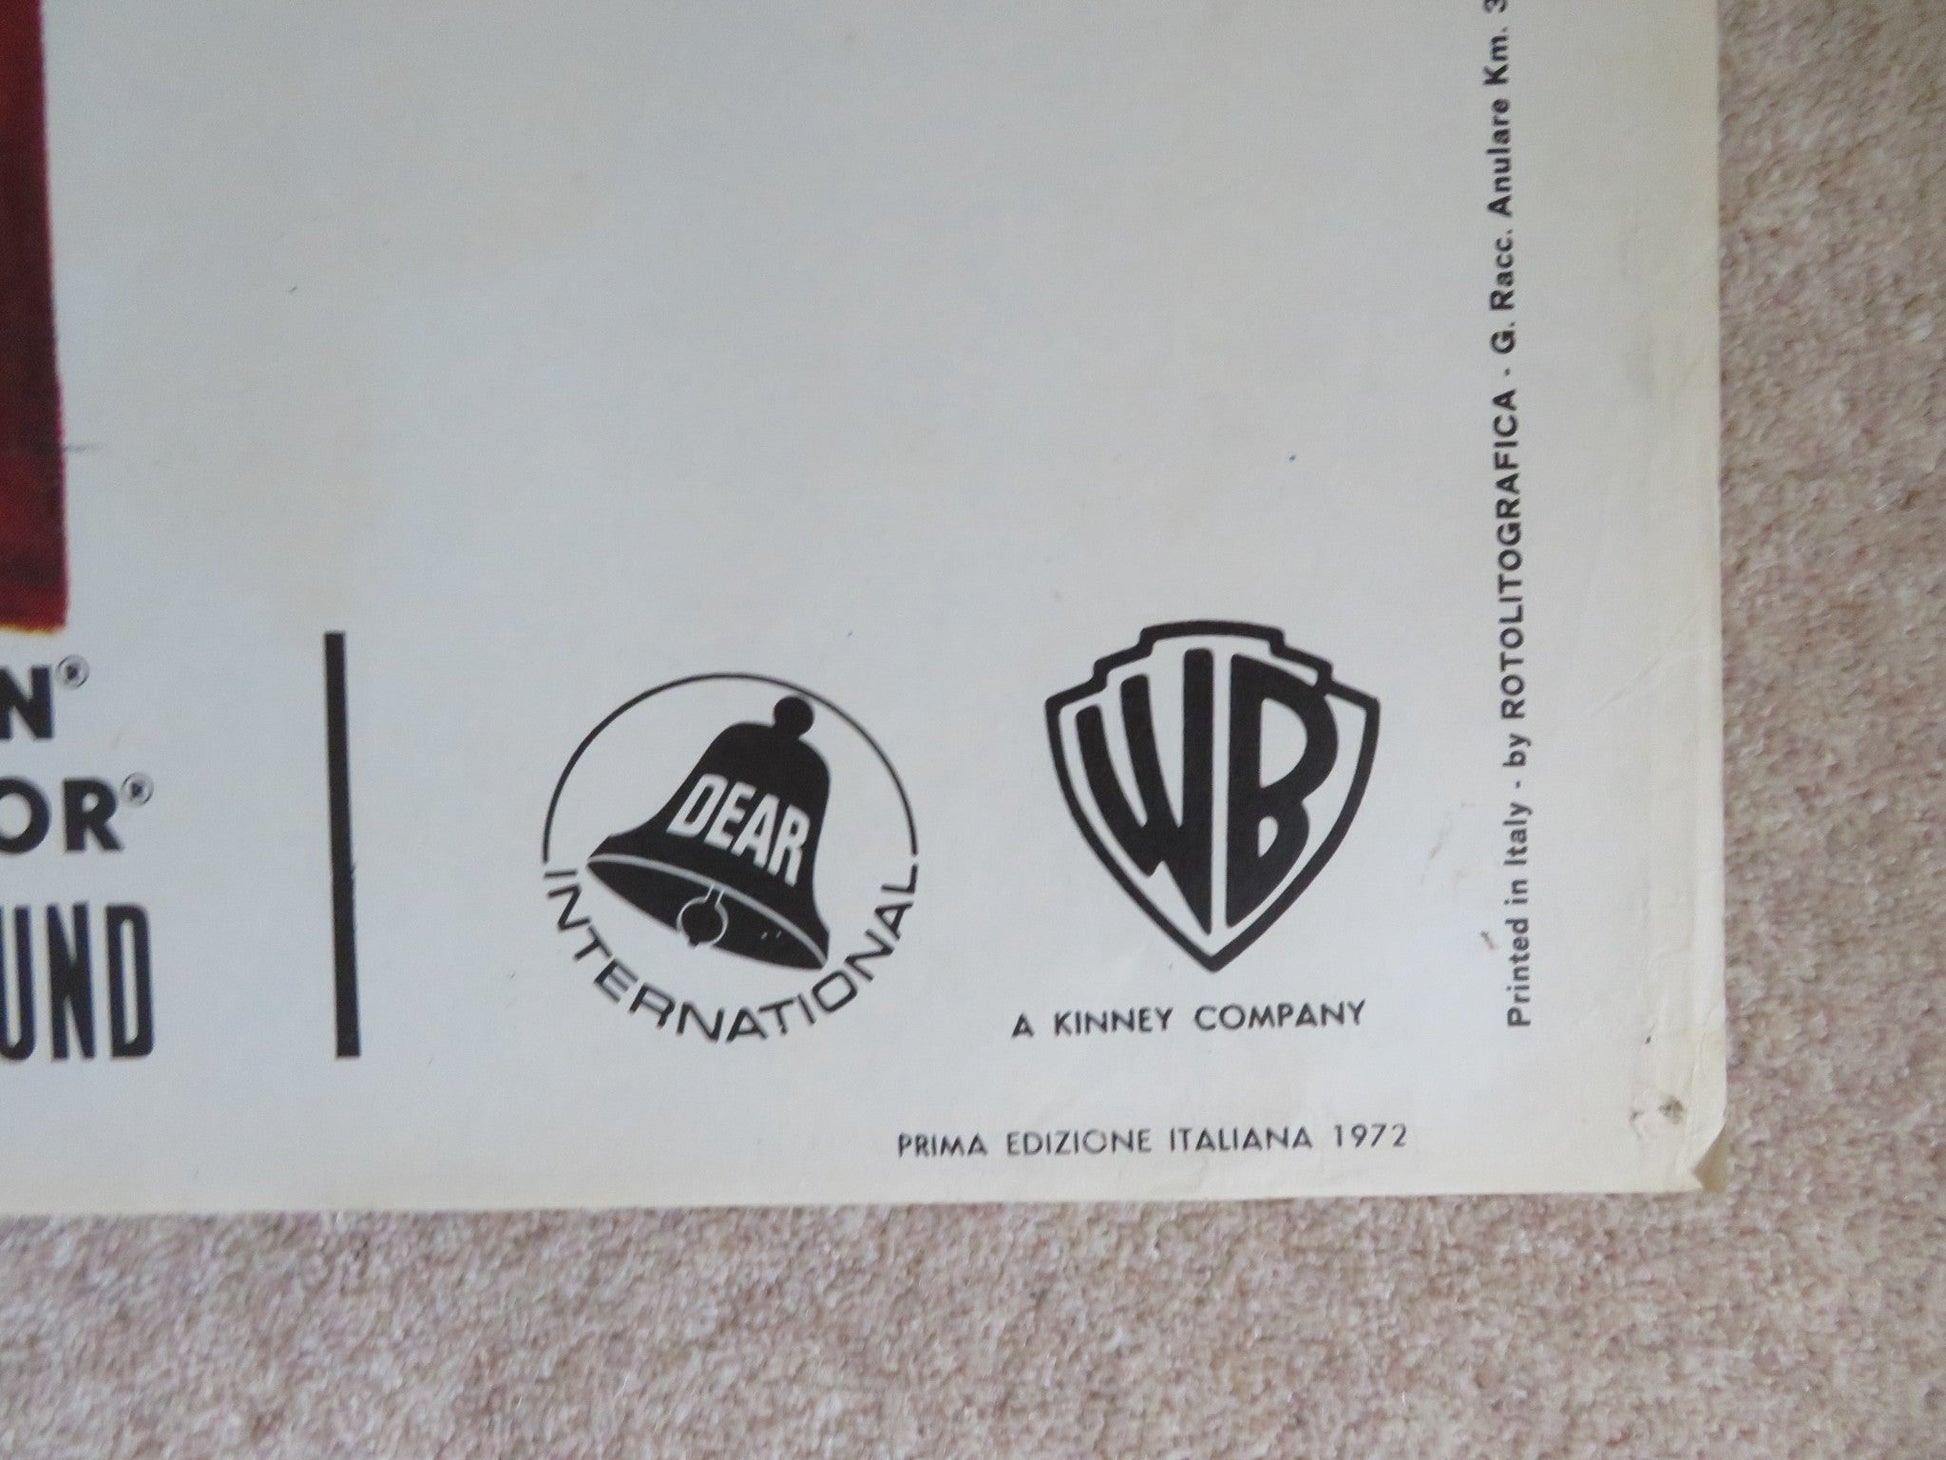 N®
OR®
UND
DEAR
INTERNATIONAL
WB
A KINNEY COMPANY
PRIMA EDIZIONE ITALIANA 1972
Printed in Italy - by ROTOLITOGRAFICA - G. Racc. Anulare Km. 3